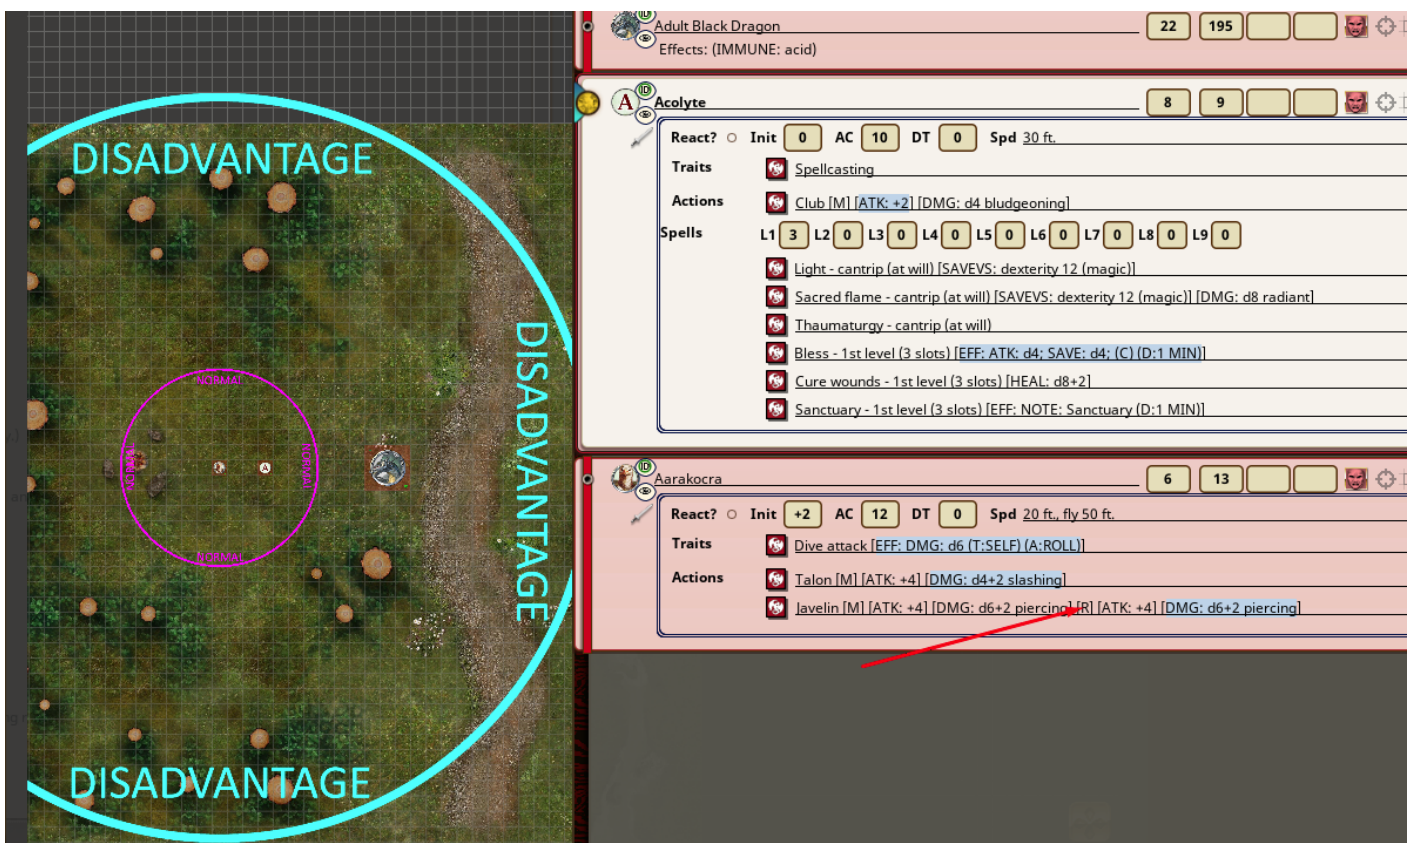 DISADVANTAGE
NORMAL
NORMAL
NORMAL
NORMAL
A
DISADVANTAGE
DISADVANTAGE
ID
Adult Black Dragon 22 195
Effects: (IMMUNE: acid)
A ID Acolyte 8 9
React? Init 0 AC 10 DT 0 Spd 30 ft.
Traits Spellcasting
Actions Club [M] [ATK: +2] [DMG: d4 bludgeoning]
Spells L1 3 L2 0 L3 0 L4 0 L5 0 L6 0 L7 0 L8 0 L9 0
Light - cantrip (at will) [SAVEVS: dexterity 12 (magic)]
Sacred flame - cantrip (at will) [SAVEVS: dexterity 12 (magic)] [DMG: d8 radiant]
Thaumaturgy - cantrip (at will)
Bless - 1st level (3 slots) [EFF: ATK: d4; SAVE: d4; (C) (D:1 MIN)]
Cure wounds - 1st level (3 slots) [HEAL: d8+2]
Sanctuary - 1st level (3 slots) [EFF: NOTE: Sanctuary (D:1 MIN)]
ID Aarakocra 6 13
React? Init +2 AC 12 DT 0 Spd 20 ft., fly 50 ft.
Traits Dive attack [EFF: DMG: d6 (T:SELF) (A:ROLL)]
Actions Talon [M] [ATK: +4] [DMG: d4+2 slashing]
Javelin [M] [ATK: +4] [DMG: d6+2 piercing] [R] [ATK: +4] [DMG: d6+2 piercing]